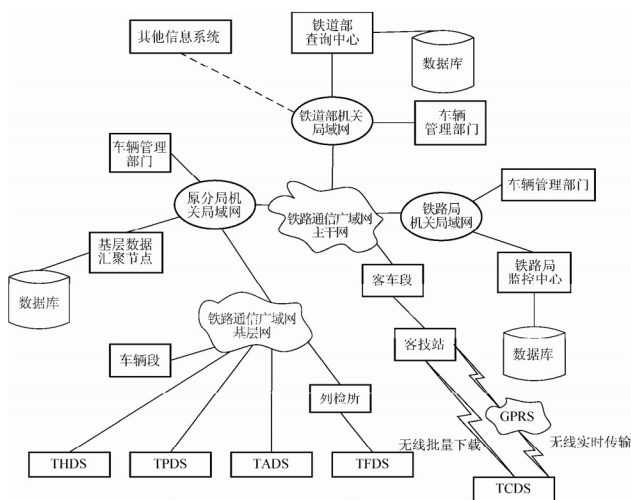 其他信息系统
铁道部
查询中心
数据库
铁道部机关
局域网
车辆
管理部门
车辆管理
部门
原分局机
关局域网
铁路通信广域网
主干网
铁路局
机关局域网
车辆管理部门
基层数据
汇聚节点
数据库
客车段
铁路局
监控中心
铁路通信广域网
基层网
车辆段
客技站
数据库
列检所
GPRS
无线批量下载
无线实时传输
THDS
TPDS
TADS
TFDS
TCDS